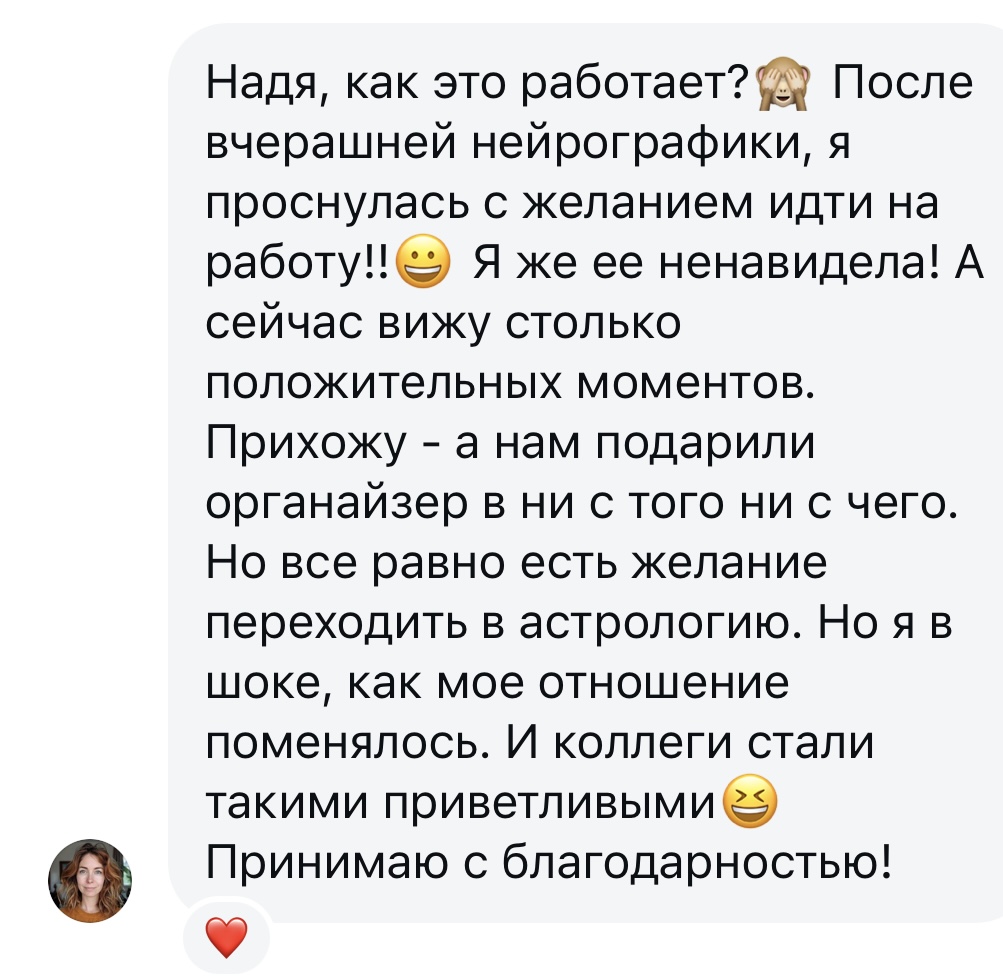 Надя, как это работает?🙈 После
вчерашней нейрографики, я
проснулась с желанием идти на
работу!!😀 Я же ее ненавидела! А
сейчас вижу столько
положительных моментов.
Прихожу - а нам подарили
органайзер в ни с того ни с чего.
Но все равно есть желание
переходить в астрологию. Но я в
шоке, как мое отношение
поменялось. И коллеги стали
такими приветливыми😆
Принимаю с благодарностью!
❤️